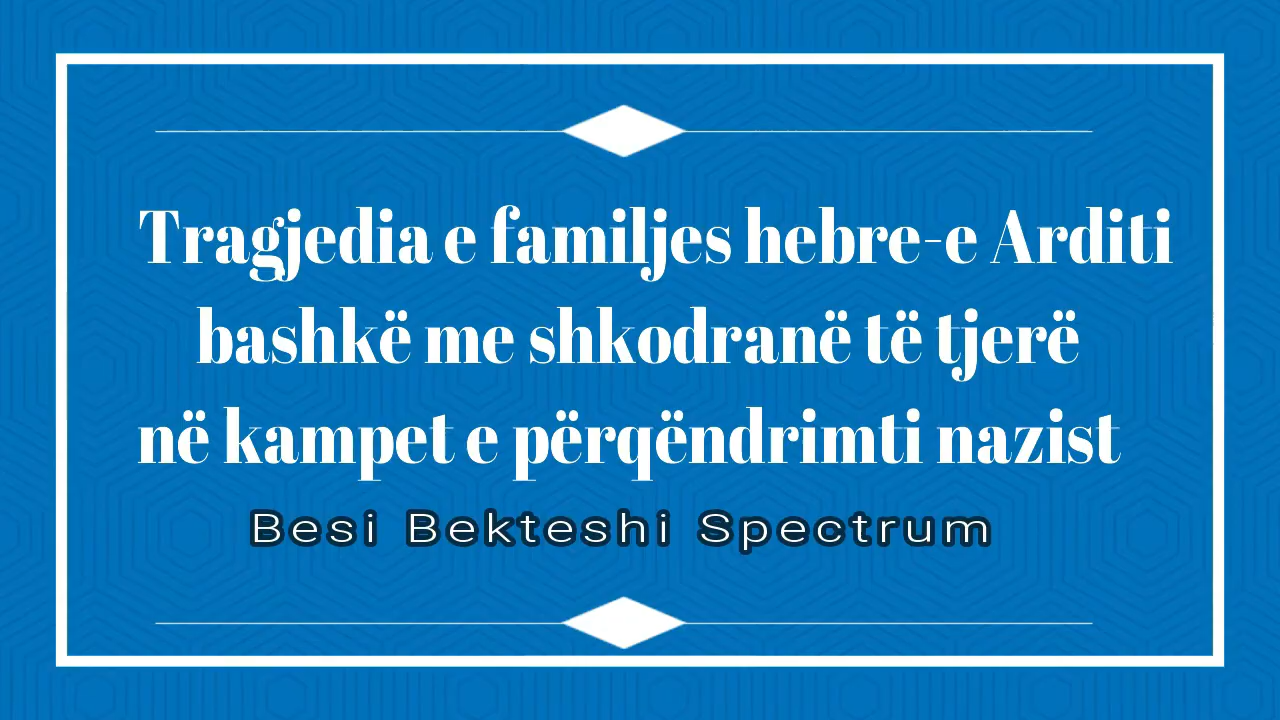 Tragjedia e familjes hebre-e Arditi
bashkë me shkodranë të tjerë
në kampet e përqëndrimti nazist
Besi Bekteshi Spectrum